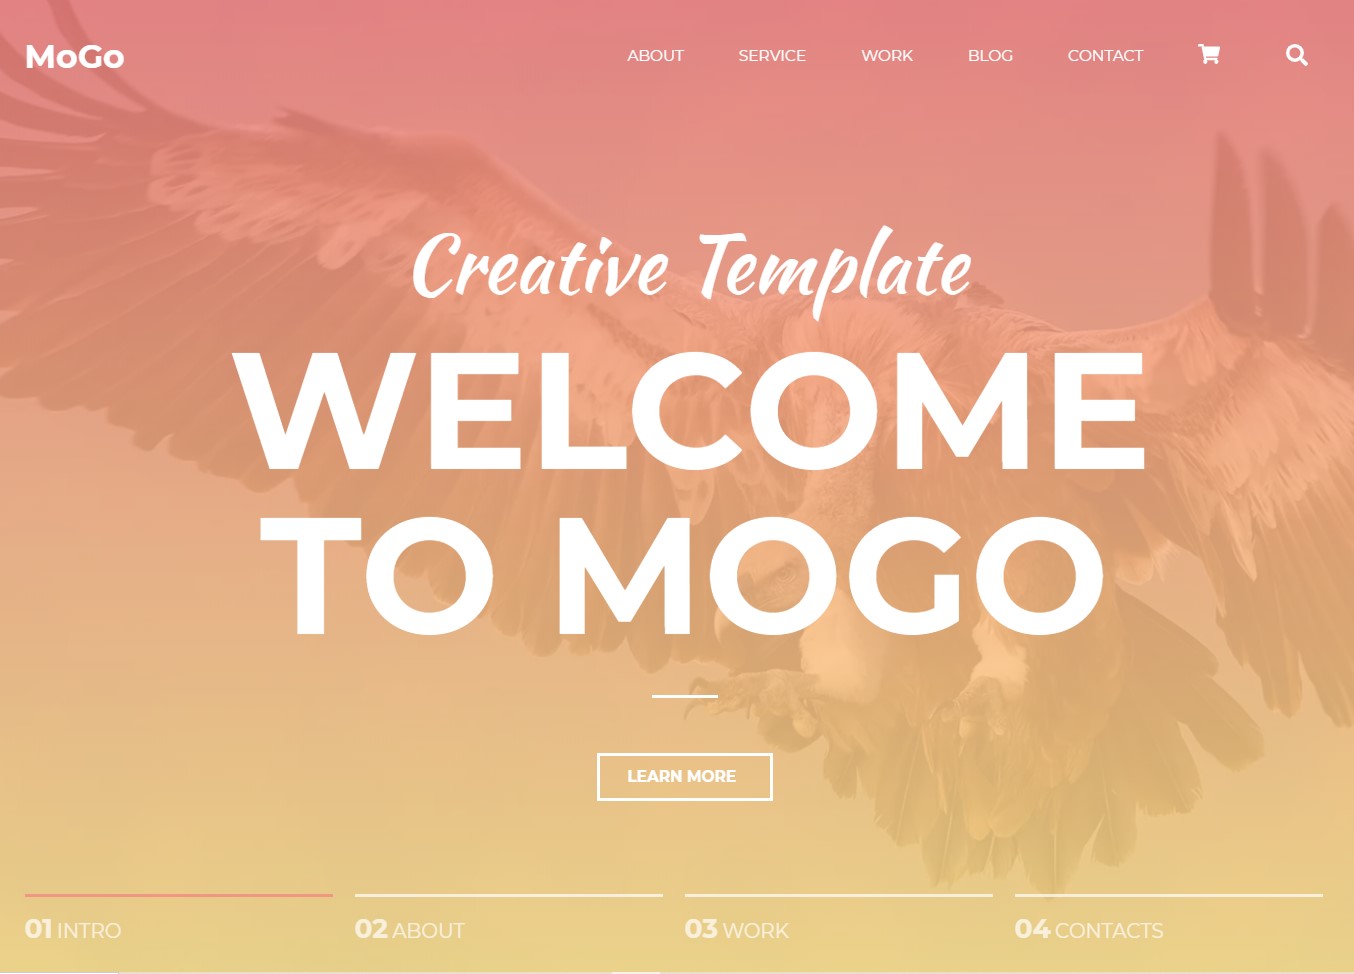 MoGo
ABOUT SERVICE WORK BLOG CONTACT
Creative Template
WELCOME
TO MOGO
LEARN MORE
01 INTRO
02 ABOUT
03 WORK
04 CONTACTS